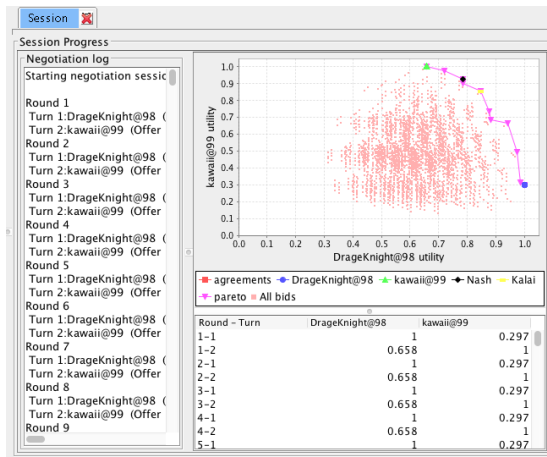 Session
Session Progress
Negotiation log
Starting negotiation sessic
Round 1
Turn 1:DrageKnight@98 (
Turn 2:kawaii@99 (Offer
Round 2
Turn 1:DrageKnight@98 (
Turn 2:kawaii@99 (Offer
Round 3
Turn 1:DrageKnight@98 (
Turn 2:kawaii@99 (Offer
Round 4
Turn 1:DrageKnight@98 (
Turn 2:kawaii@99 (Offer
Round 5
Turn 1:DrageKnight@98 (
Turn 2:kawaii@99 (Offer
Round 6
Turn 1:DrageKnight@98 (
Turn 2:kawaii@99 (Offer
Round 7
Turn 1:DrageKnight@98 (
Turn 2:kawaii@99 (Offer
Round 8
Turn 1:DrageKnight@98 (
Turn 2:kawaii@99 (Offer
Round 9
kawaii@99 utility
1.0
0.9
0.8
0.7
0.6
0.5
0.4
0.3
0.2
0.1
0.0
0.0 0.1 0.2 0.3 0.4 0.5 0.6 0.7 0.8 0.9 1.0
DrageKnight@98 utility
agreements DrageKnight@98 kawaii@99 Nash Kalai
pareto All bids
Round - Turn DrageKnight@98 kawaii@99
1-1 1 0.297
1-2 0.658 1
2-1 1 0.297
2-2 0.658 1
3-1 1 0.297
3-2 0.658 1
4-1 1 0.297
4-2 0.658 1
5-1 1 0.297